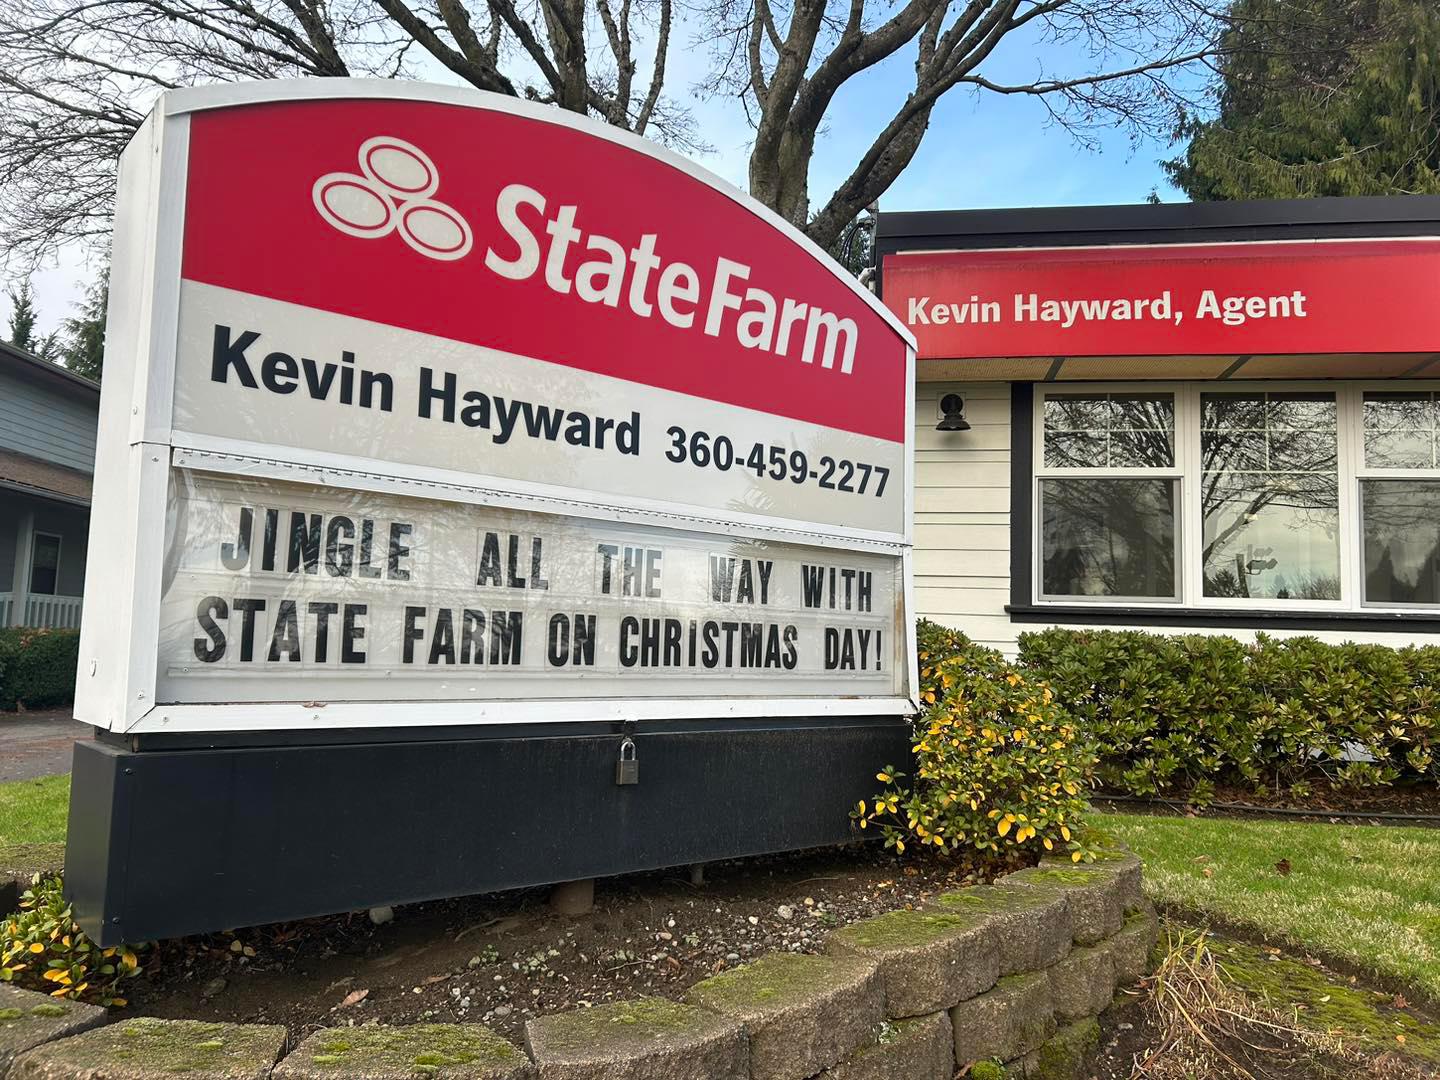 State Farm
Kevin Hayward 360-459-2277
JINGLE ALL THE WAY WITH
STATE FARM ON CHRISTMAS DAY!
Kevin Hayward, Agent